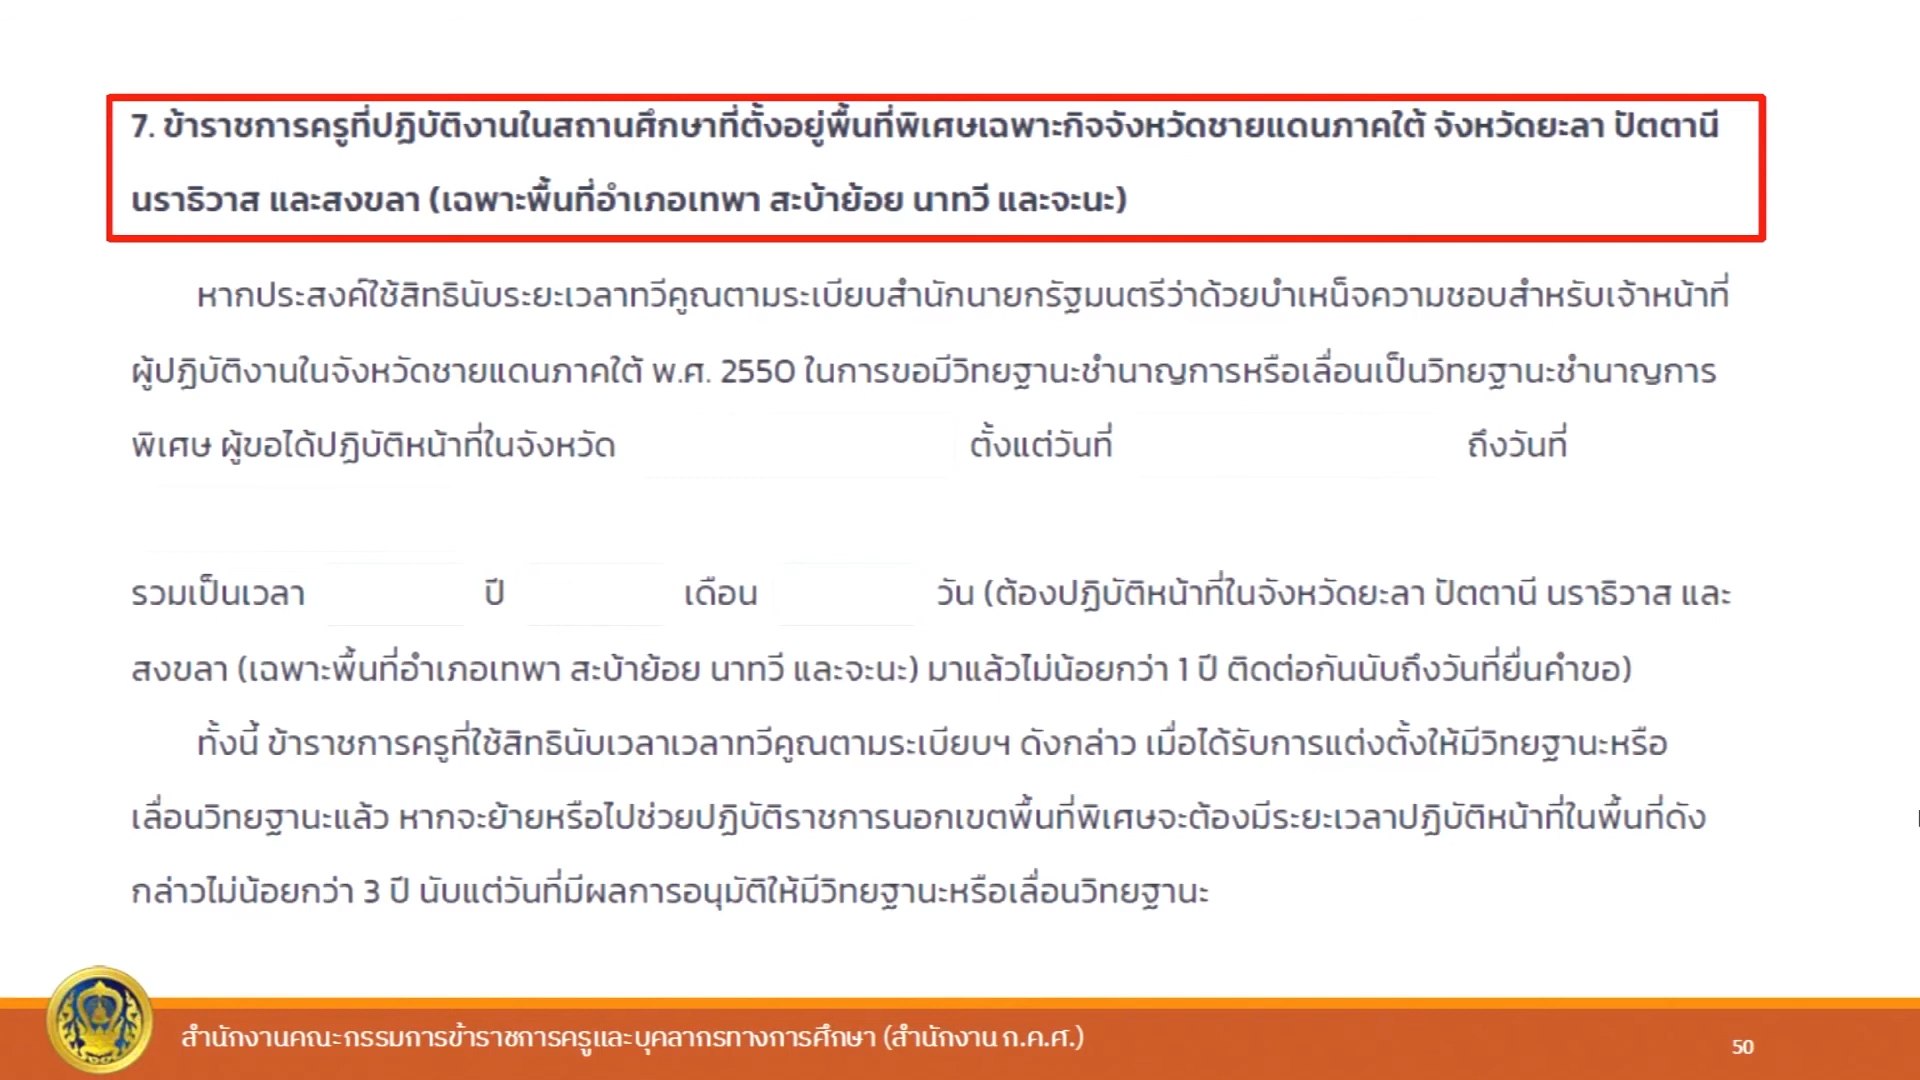 7. ข้าราชการครูที่ปฏิบัติงานในสถานศึกษาที่ตั้งอยู่พื้นที่พิเศษเฉพาะกิจจังหวัดชายแดนภาคใต้ จังหวัดยะลา ปัตตานี
นราธิวาส และสงขลา (เฉพาะพื้นที่อำเภอเทพา สะบ้าย้อย นาทวี และจะนะ)
หากประสงค์ใช้สิทธินับระยะเวลาทวีคูณตามระเบียบสำนักนายกรัฐมนตรีว่าด้วยบำเหน็จความชอบสำหรับเจ้าหน้าที่
ผู้ปฏิบัติงานในจังหวัดชายแดนภาคใต้ พ.ศ. 2550 ในการขอมีวิทยฐานะชำนาญการหรือเลื่อนเป็นวิทยฐานะชำนาญการ
พิเศษ ผู้ขอได้ปฏิบัติหน้าที่ในจังหวัด ตั้งแต่วันที่ ถึงวันที่
รวมเป็นเวลา ปี เดือน วัน (ต้องปฏิบัติหน้าที่ในจังหวัดยะลา ปัตตานี นราธิวาส และ
สงขลา (เฉพาะพื้นที่อำเภอเทพา สะบ้าย้อย นาทวี และจะนะ) มาแล้วไม่น้อยกว่า 1 ปี ติดต่อกันนับถึงวันที่ยื่นคำขอ)
ทั้งนี้ ข้าราชการครูที่ใช้สิทธินับเวลาเวลาทวีคูณตามระเบียบฯ ดังกล่าว เมื่อได้รับการแต่งตั้งให้มีวิทยฐานะหรือ
เลื่อนวิทยฐานะแล้ว หากจะย้ายหรือไปช่วยปฏิบัติราชการนอกเขตพื้นที่พิเศษจะต้องมีระยะเวลาปฏิบัติหน้าที่ในพื้นที่ดัง
กล่าวไม่น้อยกว่า 3 ปี นับแต่วันที่มีผลการอนุมัติให้มีวิทยฐานะหรือเลื่อนวิทยฐานะ
สำนักงานคณะกรรมการข้าราชการครูและบุคลากรทางการศึกษา (สำนักงาน ก.ค.ศ.)
50